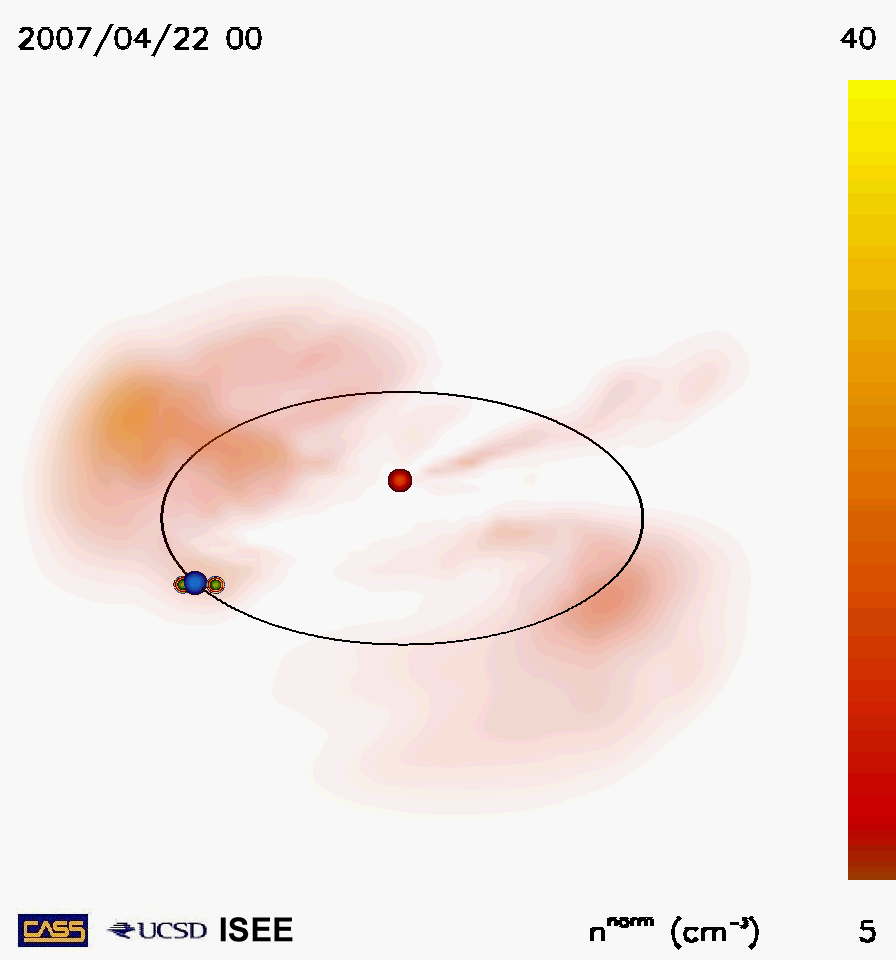 2007/04/22 00
40
CASS UCSD ISEE
n^norm (cm^-3)
5